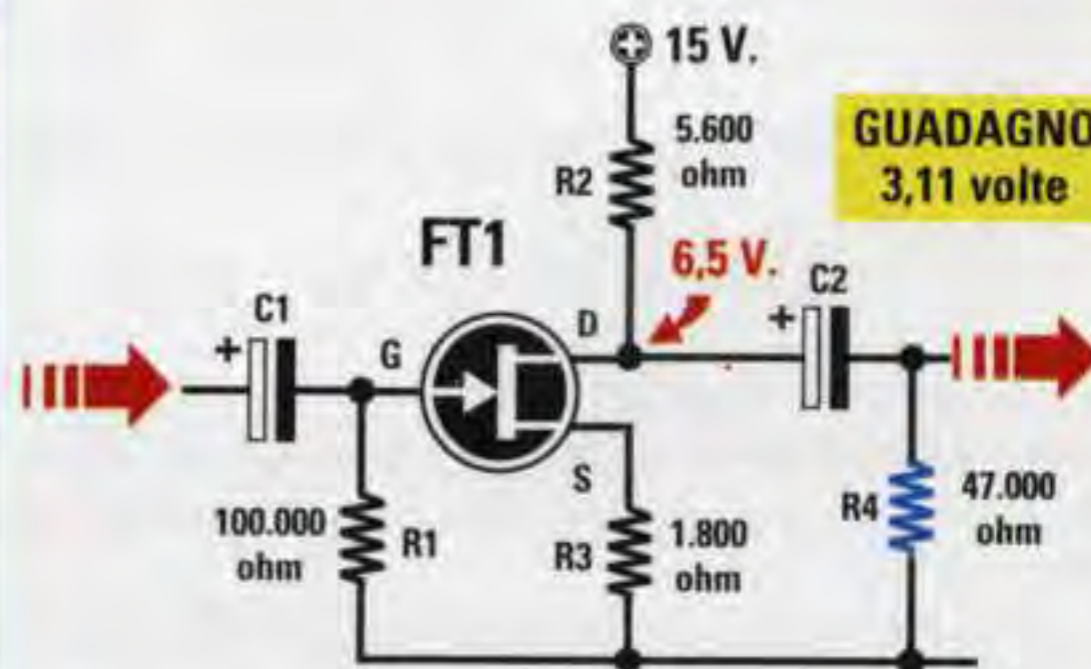 15 V.
GUADAGNO
3,11 volte
5.600
ohm
R2
FT1
6,5 V.
C2
+
C1
+
D
G
S
100.000
ohm
R1
R3
1.800
ohm
R4
47.000
ohm